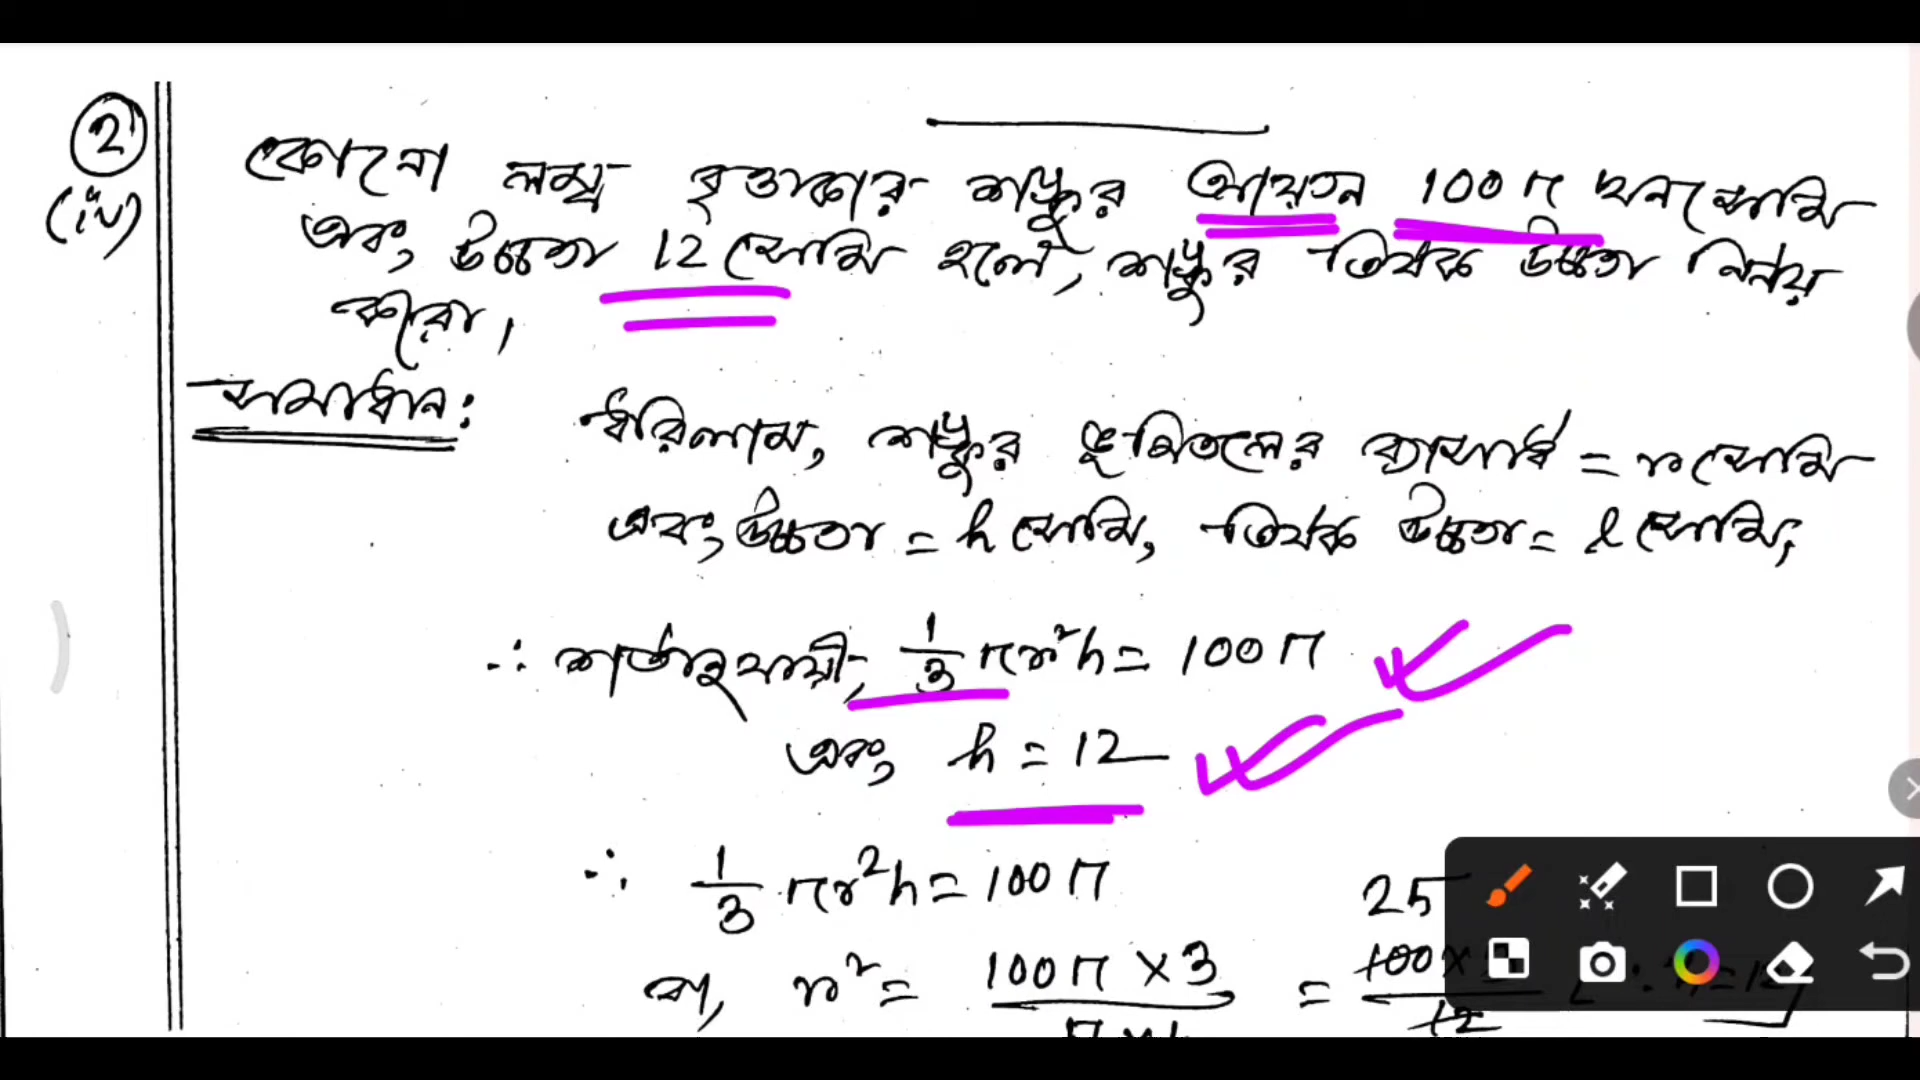 2
(iv)
কোনো লম্ব বৃত্তাকার শঙ্কুর আয়তন 100π ঘনসেমি
এবং উচ্চতা 12 সেমি হলে, শঙ্কুর তির্যক উচ্চতা নির্ণয়
করো।
সমাধান:
ধরিলাম, শঙ্কুর ভূমিতলের ব্যাসার্ধ = r সেমি
এবং উচ্চতা = h সেমি, তির্যক উচ্চতা = l সেমি,
∴ শর্তানুযায়ী, 1/3 πr²h = 100π
এবং, h = 12
∴ 1/3 πr²h = 100π
বা, r² = 100π × 3 / = 25 100 × / 12